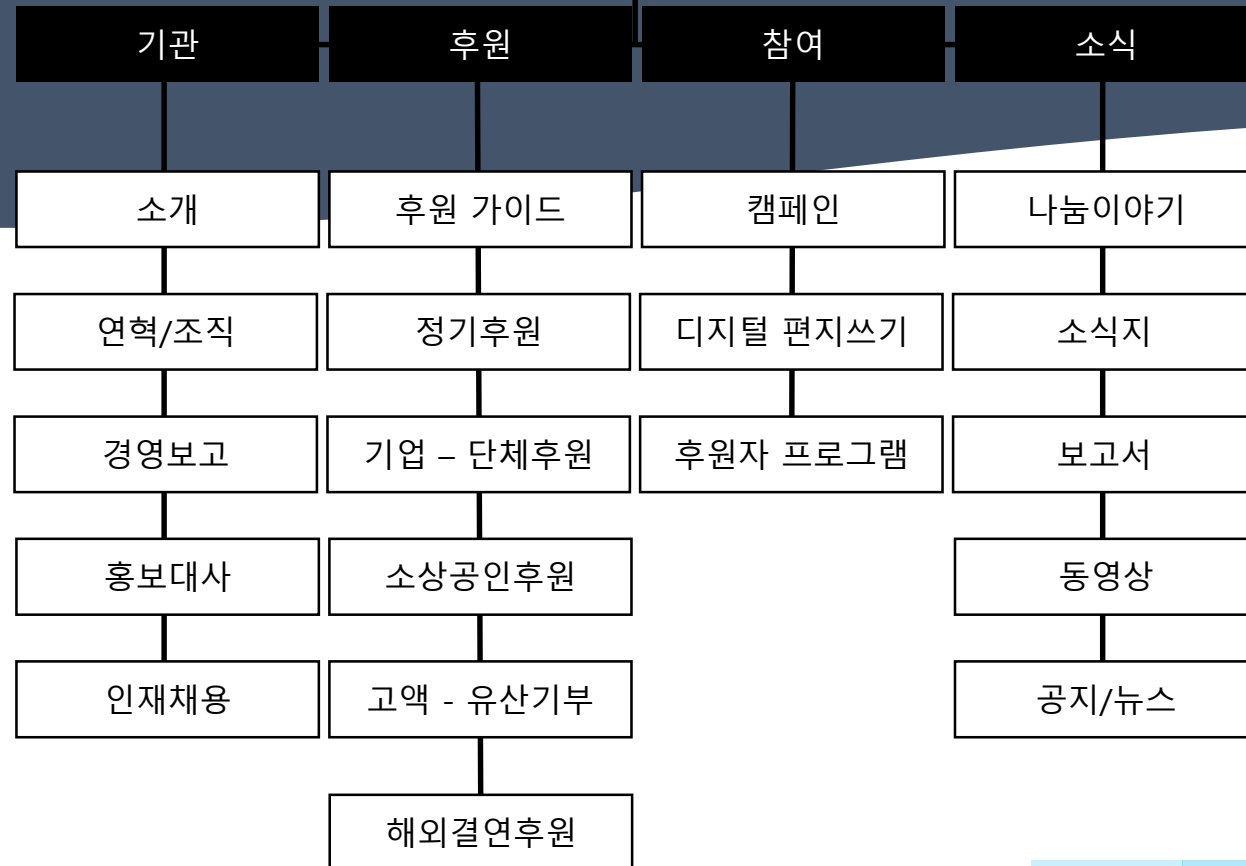 기관
후원
참여
소식
소개
후원 가이드
캠페인
나눔이야기
연혁/조직
정기후원
디지털 편지쓰기
소식지
경영보고
기업 – 단체후원
후원자 프로그램
보고서
홍보대사
소상공인후원
동영상
인재채용
고액 - 유산기부
공지/뉴스
해외결연후원